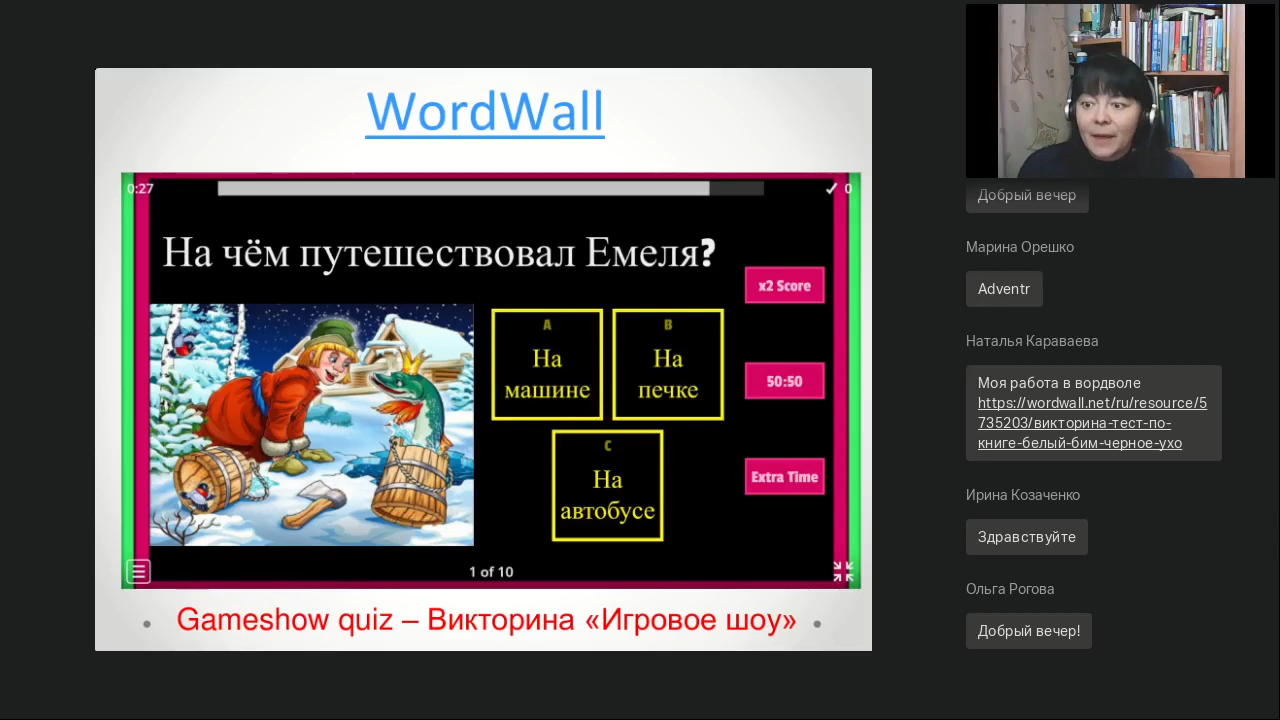 WordWall
0:27
✓ 0
На чём путешествовал Емеля?
x2 Score
A
На
машине
B
На
печке
50:50
C
На
автобусе
Extra Time
1 of 10
• Gameshow quiz – Викторина «Игровое шоу» •
Добрый вечер
Марина Орешко
Adventr
Наталья Караваева
Моя работа в вордволе
https://wordwall.net/ru/resource/5
735203/викторина-тест-по-
книге-белый-бим-черное-ухо
Ирина Козаченко
Здравствуйте
Ольга Рогова
Добрый вечер!